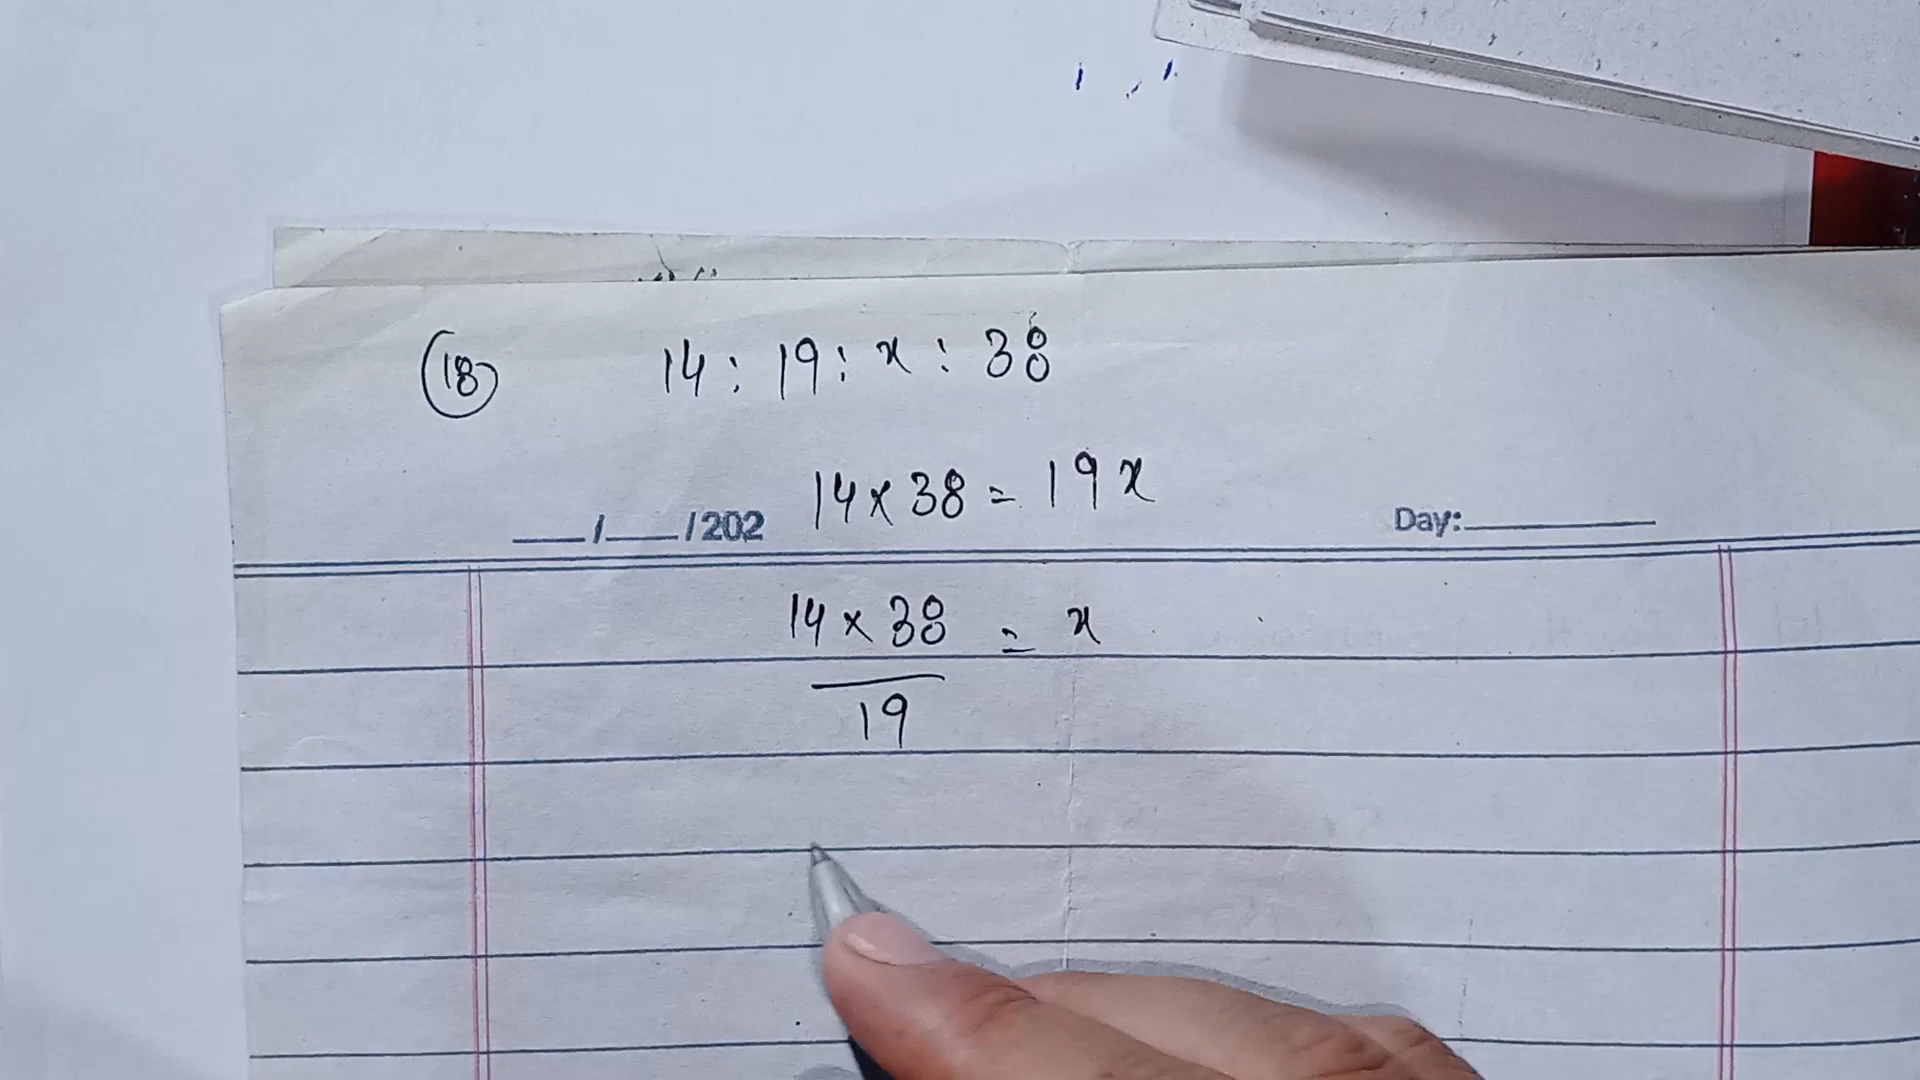 (18) 14 : 19 : x : 38
14 × 38 = 19x
__/__/202 Day:______
14 × 38 = x
19